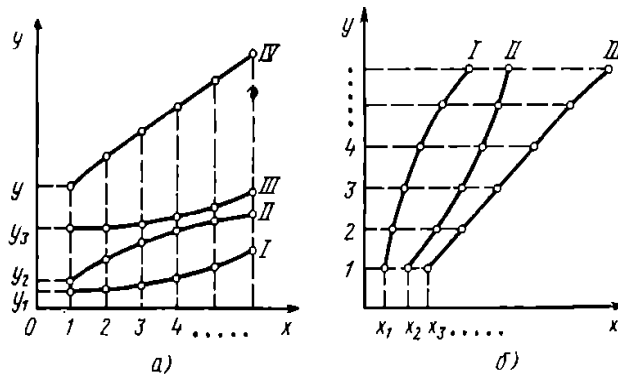 y
IV
y
III
y₃
II
y₂
I
y₁
0 1 2 3 4 ..... x
а)
y
I II III
4
3
2
1
x₁ x₂ x₃ ..... x
б)